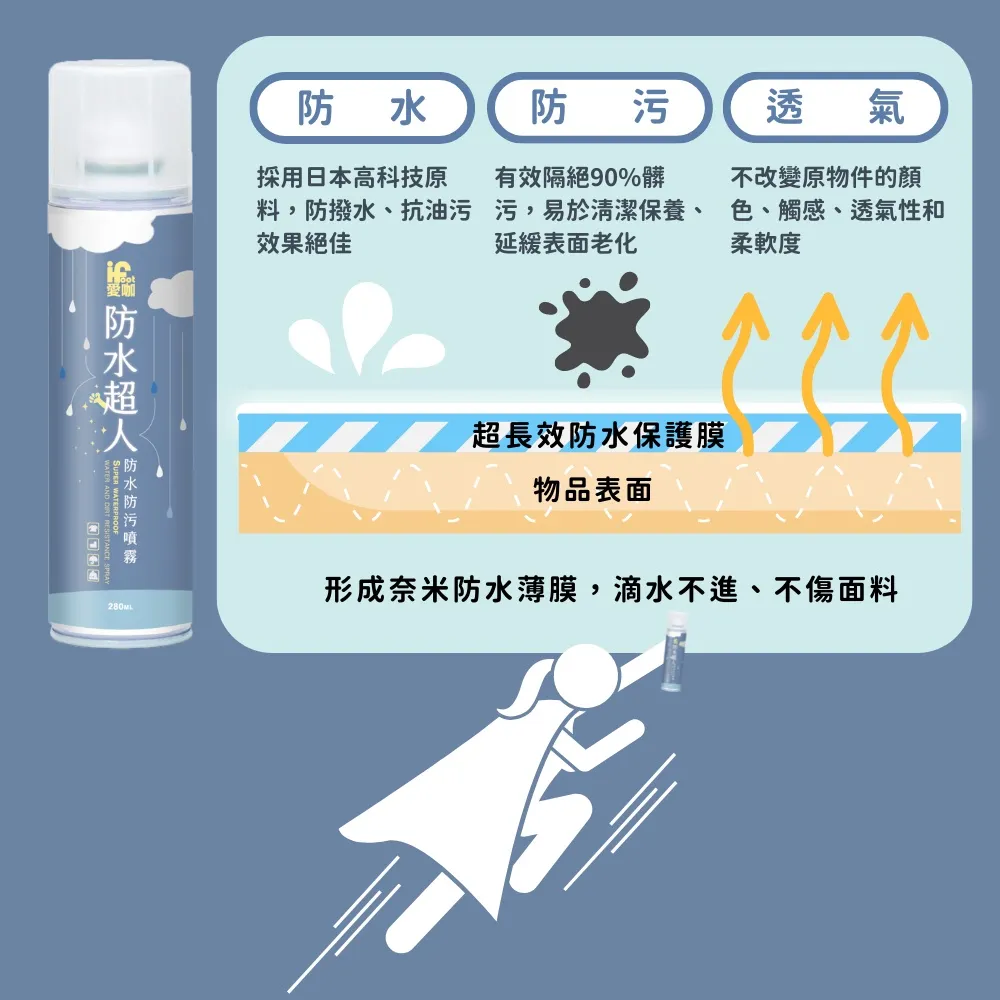 防水
防污
透氣
採用日本高科技原
料，防撥水、抗油污
效果絕佳
有效隔絕90%髒
污，易於清潔保養、
延緩表面老化
不改變原物件的顏
色、觸感、透氣性和
柔軟度
ifoot
愛咖
防水超人
防水防污噴霧
SUPER WATERPROOF
WATER AND DIRT RESISTANCE SPRAY
280ML
超長效防水保護膜
物品表面
形成奈米防水薄膜，滴水不進、不傷面料